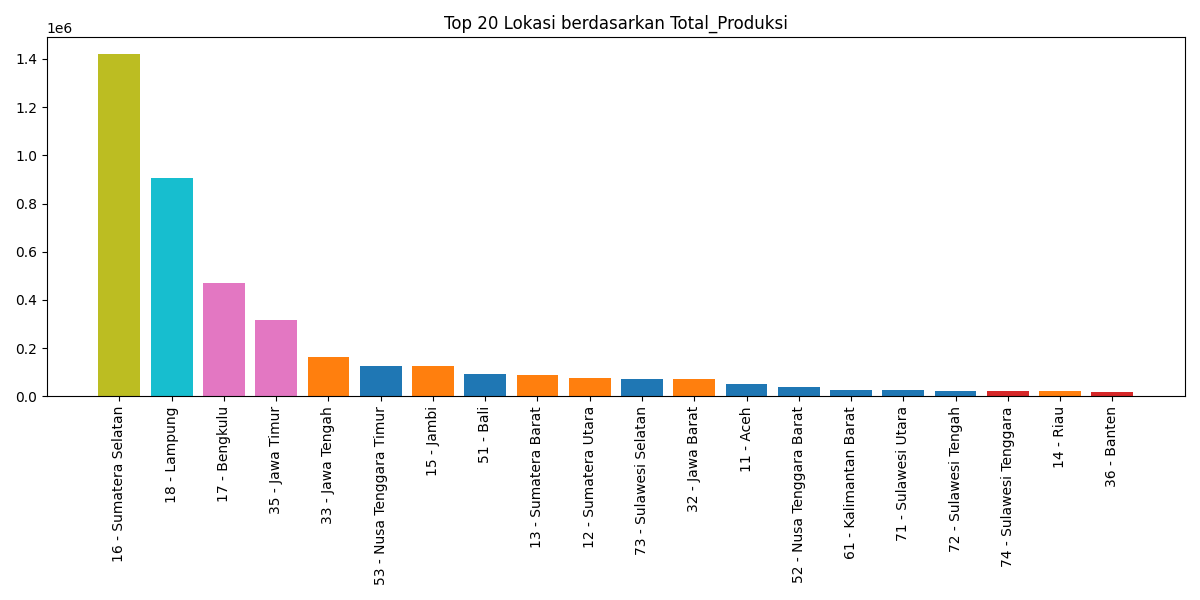 Top 20 Lokasi berdasarkan Total_Produksi
1e6
1.4
1.2
1.0
0.8
0.6
0.4
0.2
0.0
16 - Sumatera Selatan
18 - Lampung
17 - Bengkulu
35 - Jawa Timur
33 - Jawa Tengah
53 - Nusa Tenggara Timur
15 - Jambi
51 - Bali
13 - Sumatera Barat
12 - Sumatera Utara
73 - Sulawesi Selatan
32 - Jawa Barat
11 - Aceh
52 - Nusa Tenggara Barat
61 - Kalimantan Barat
71 - Sulawesi Utara
72 - Sulawesi Tengah
74 - Sulawesi Tenggara
14 - Riau
36 - Banten